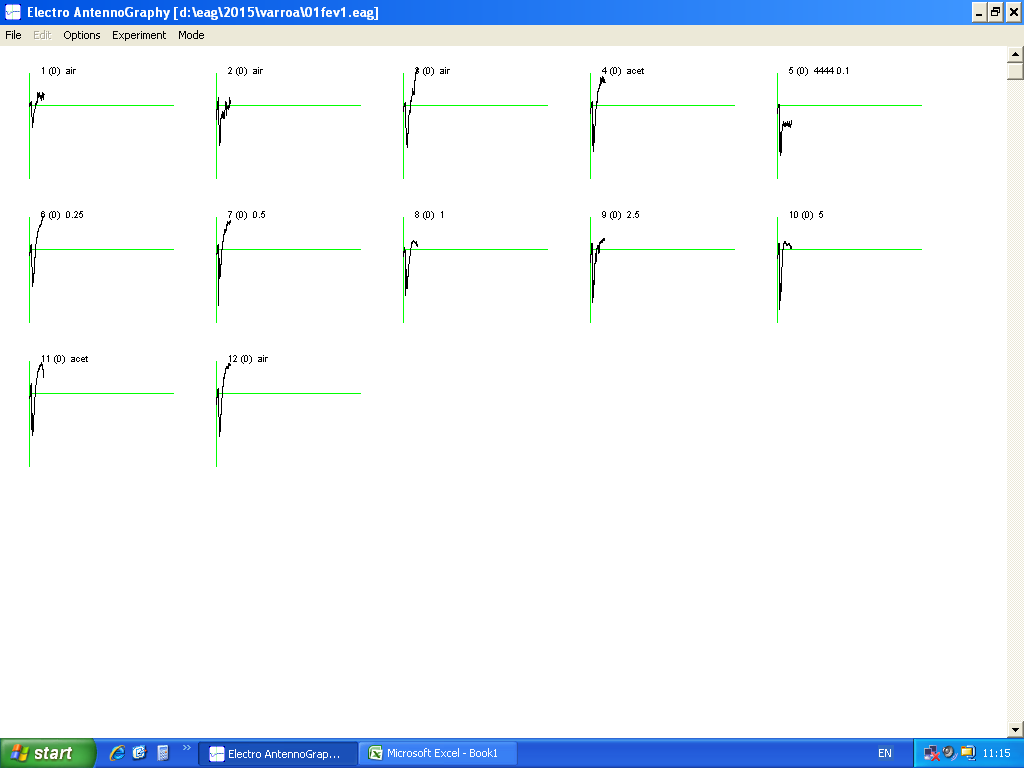 Electro AntennoGraphy [d:\eag\2015\varroa\01fev1.eag]
File Edit Options Experiment Mode
1 (0) air
2 (0) air
3 (0) air
4 (0) acet
5 (0) 4444 0.1
6 (0) 0.25
7 (0) 0.5
8 (0) 1
9 (0) 2.5
10 (0) 5
11 (0) acet
12 (0) air
start
Electro AntennoGrap...
Microsoft Excel - Book1
EN
11:15